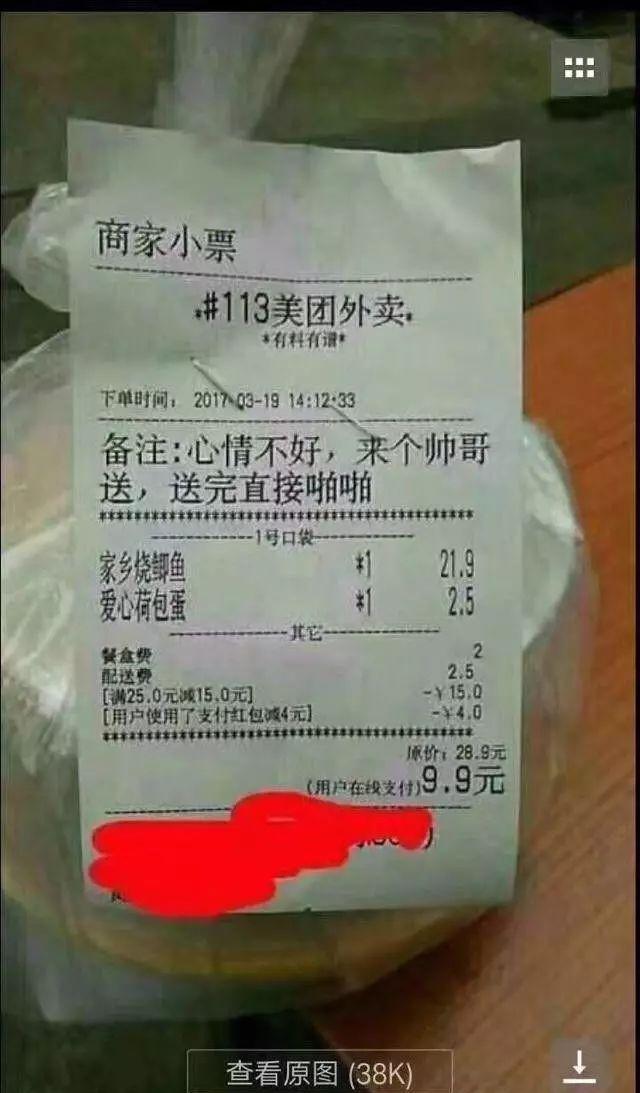 商家小票
#113美团外卖
*有料有谱*
下单时间： 2017-03-19 14:12:33
备注:心情不好，来个帅哥
送，送完直接啪啪
1号口袋
家乡烧鲫鱼 *1 21.9
爱心荷包蛋 *1 2.5
其它
餐盒费 2
配送费 2.5
[满25.0元减15.0元] -￥15.0
[用户使用了支付红包减4元] -￥4.0
原价：28.9元
(用户在线支付)9.9元
查看原图 (38K)